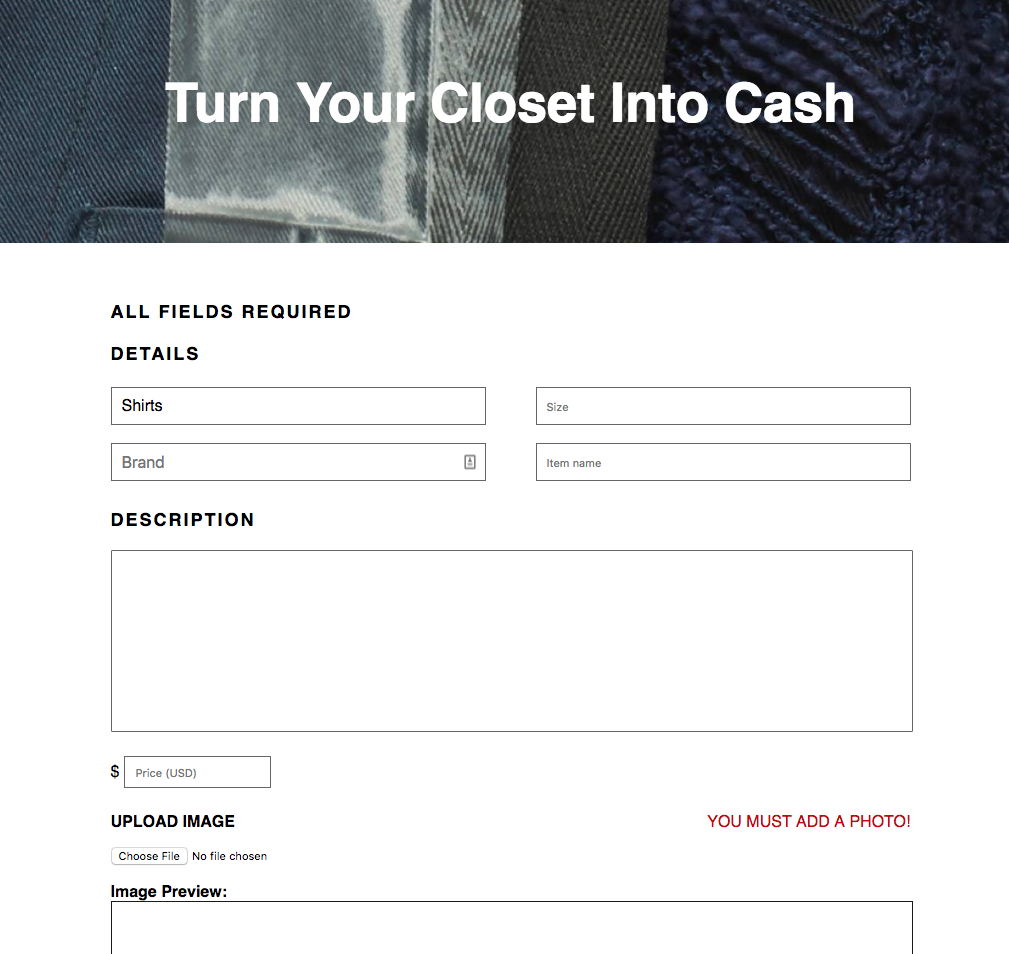 Turn Your Closet Into Cash
ALL FIELDS REQUIRED
DETAILS
Shirts
Size
Brand
Item name
DESCRIPTION
$ Price (USD)
UPLOAD IMAGE
YOU MUST ADD A PHOTO!
Choose File No file chosen
Image Preview: